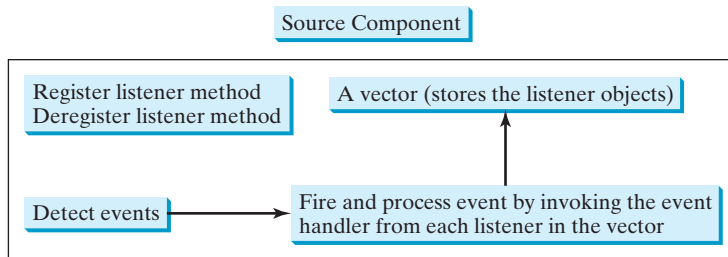 Source Component
Register listener method
Deregister listener method
A vector (stores the listener objects)
Detect events
Fire and process event by invoking the event
handler from each listener in the vector